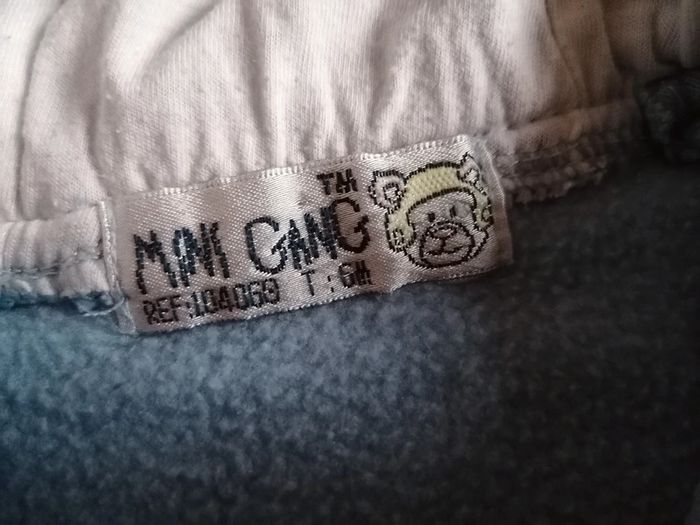 MINI GANG TM
REF:104060 T : 6M